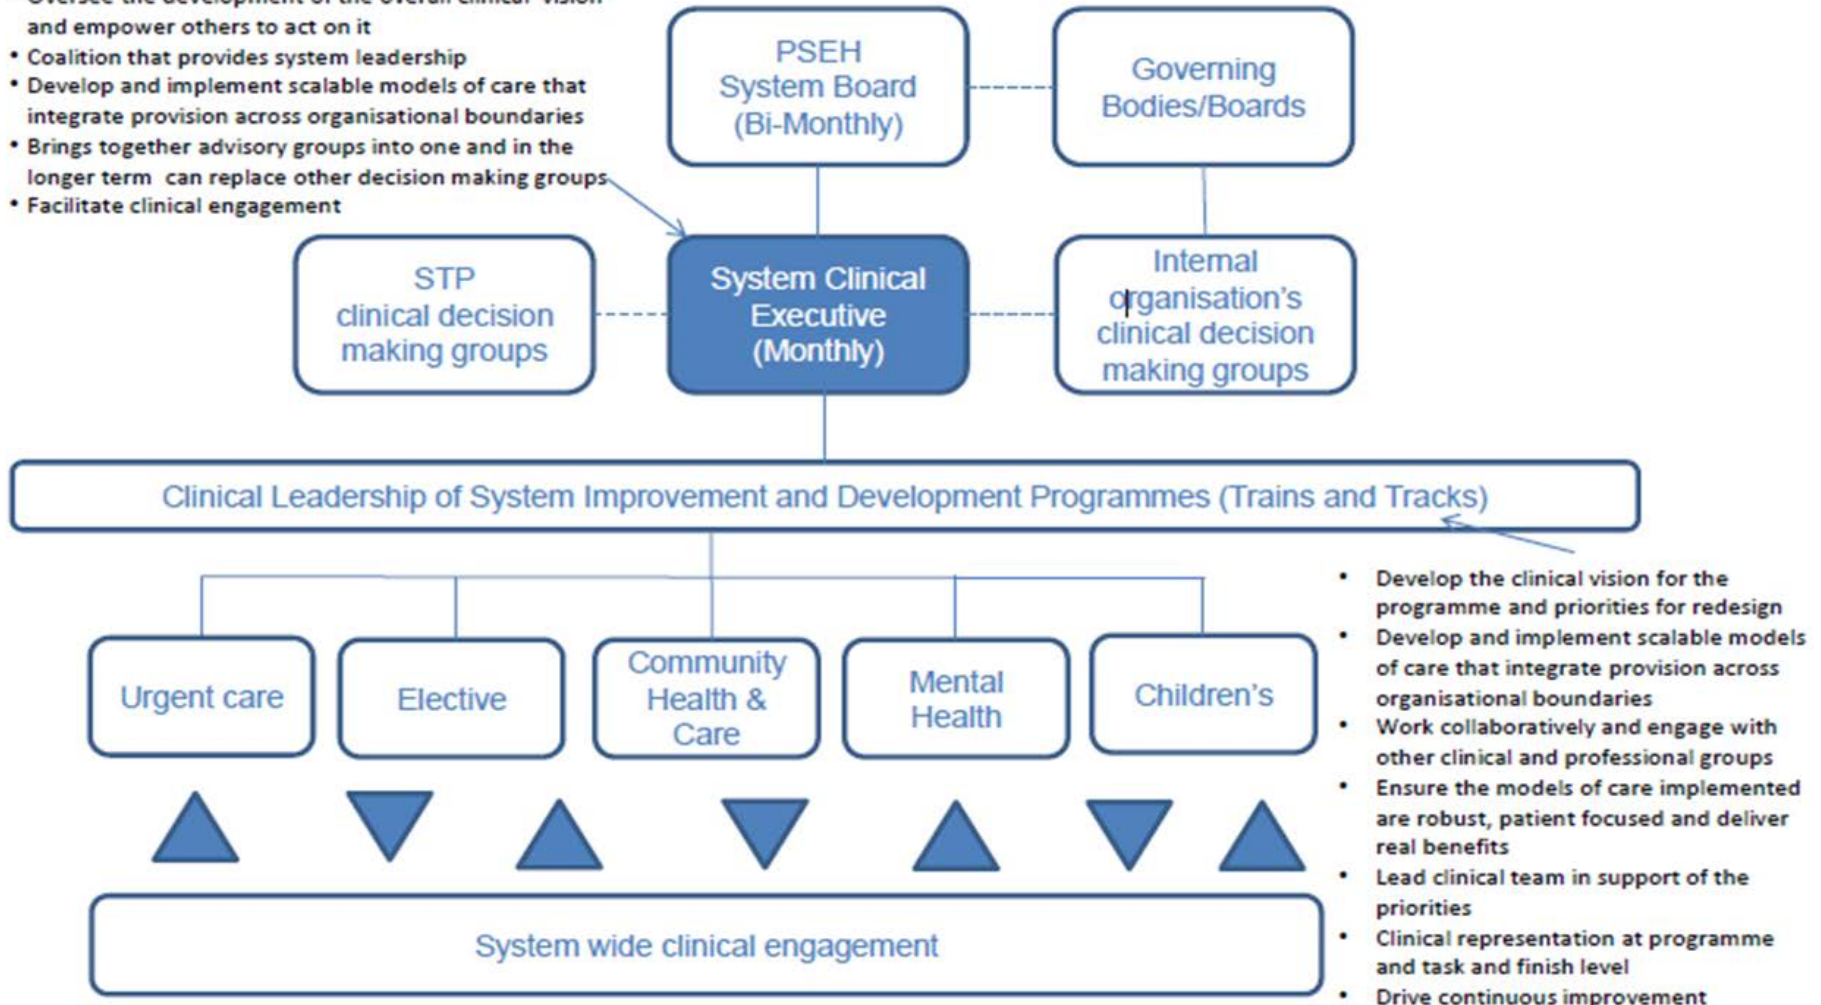 • Oversee the development of the overall clinical vision
and empower others to act on it
• Coalition that provides system leadership
• Develop and implement scalable models of care that
integrate provision across organisational boundaries
• Brings together advisory groups into one and in the
longer term can replace other decision making groups
• Facilitate clinical engagement
PSEH
System Board
(Bi-Monthly)
Governing
Bodies/Boards
STP
clinical decision
making groups
System Clinical
Executive
(Monthly)
Internal
organisation's
clinical decision
making groups
Clinical Leadership of System Improvement and Development Programmes (Trains and Tracks)
Urgent care
Elective
Community
Health &
Care
Mental
Health
Children's
System wide clinical engagement
• Develop the clinical vision for the
programme and priorities for redesign
• Develop and implement scalable models
of care that integrate provision across
organisational boundaries
• Work collaboratively and engage with
other clinical and professional groups
• Ensure the models of care implemented
are robust, patient focused and deliver
real benefits
• Lead clinical team in support of the
priorities
• Clinical representation at programme
and task and finish level
• Drive continuous improvement